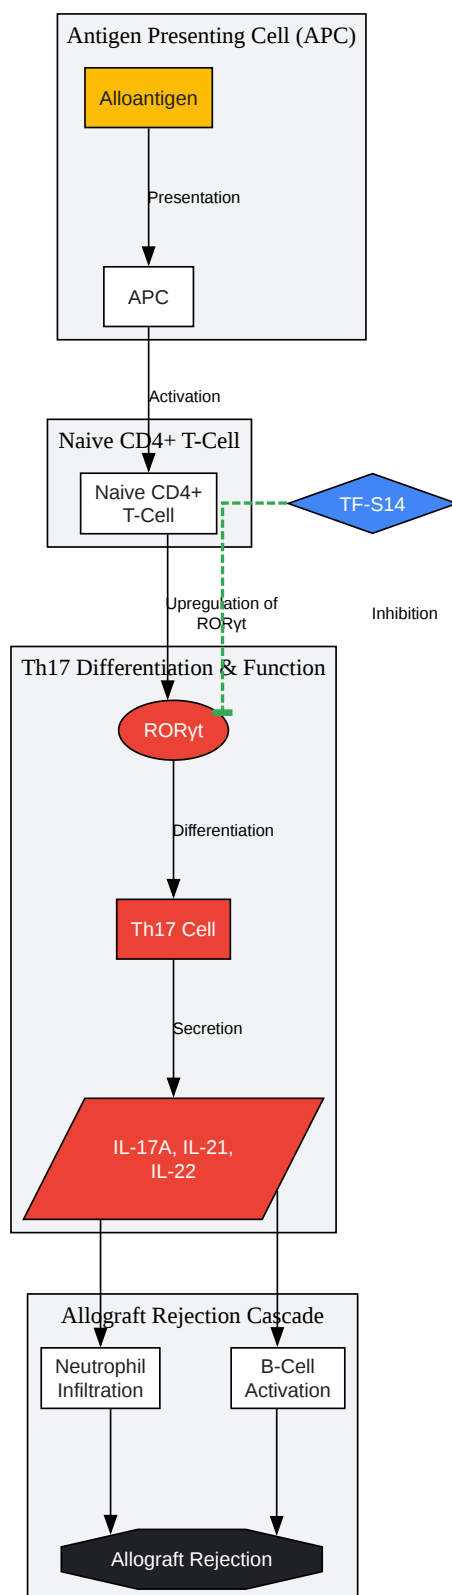 Antigen Presenting Cell (APC)
Alloantigen
Presentation
APC
Activation
Naive CD4+ T-Cell
Naive CD4+
T-Cell
TF-S14
Upregulation of
RORγt
Inhibition
Th17 Differentiation & Function
RORγt
Differentiation
Th17 Cell
Secretion
IL-17A, IL-21,
IL-22
Allograft Rejection Cascade
Neutrophil
Infiltration
B-Cell
Activation
Allograft Rejection